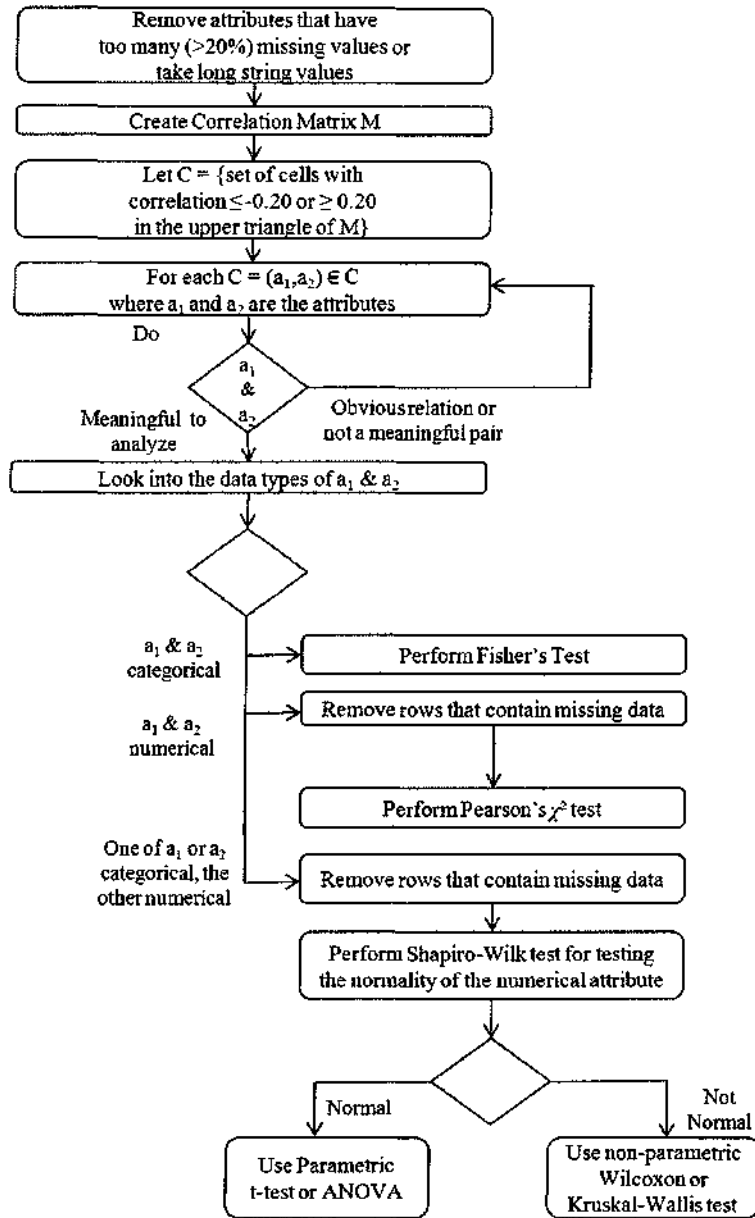 Remove attributes that have
too many (>20%) missing values or
take long string values
Create Correlation Matrix M
Let C = {set of cells with
correlation ≤ -0.20 or ≥ 0.20
in the upper triangle of M}
For each C = (a₁,a₂) ∈ C
where a₁ and a₂ are the attributes
Do
a₁
&
a₂
Meaningful to
analyze
Obvious relation or
not a meaningful pair
Look into the data types of a₁ & a₂
a₁ & a₂
categorical
Perform Fisher's Test
a₁ & a₂
numerical
Remove rows that contain missing data
Perform Pearson's χ² test
One of a₁ or a₂
categorical, the
other numerical
Remove rows that contain missing data
Perform Shapiro-Wilk test for testing
the normality of the numerical attribute
Normal
Not
Normal
Use Parametric
t-test or ANOVA
Use non-parametric
Wilcoxon or
Kruskal-Wallis test